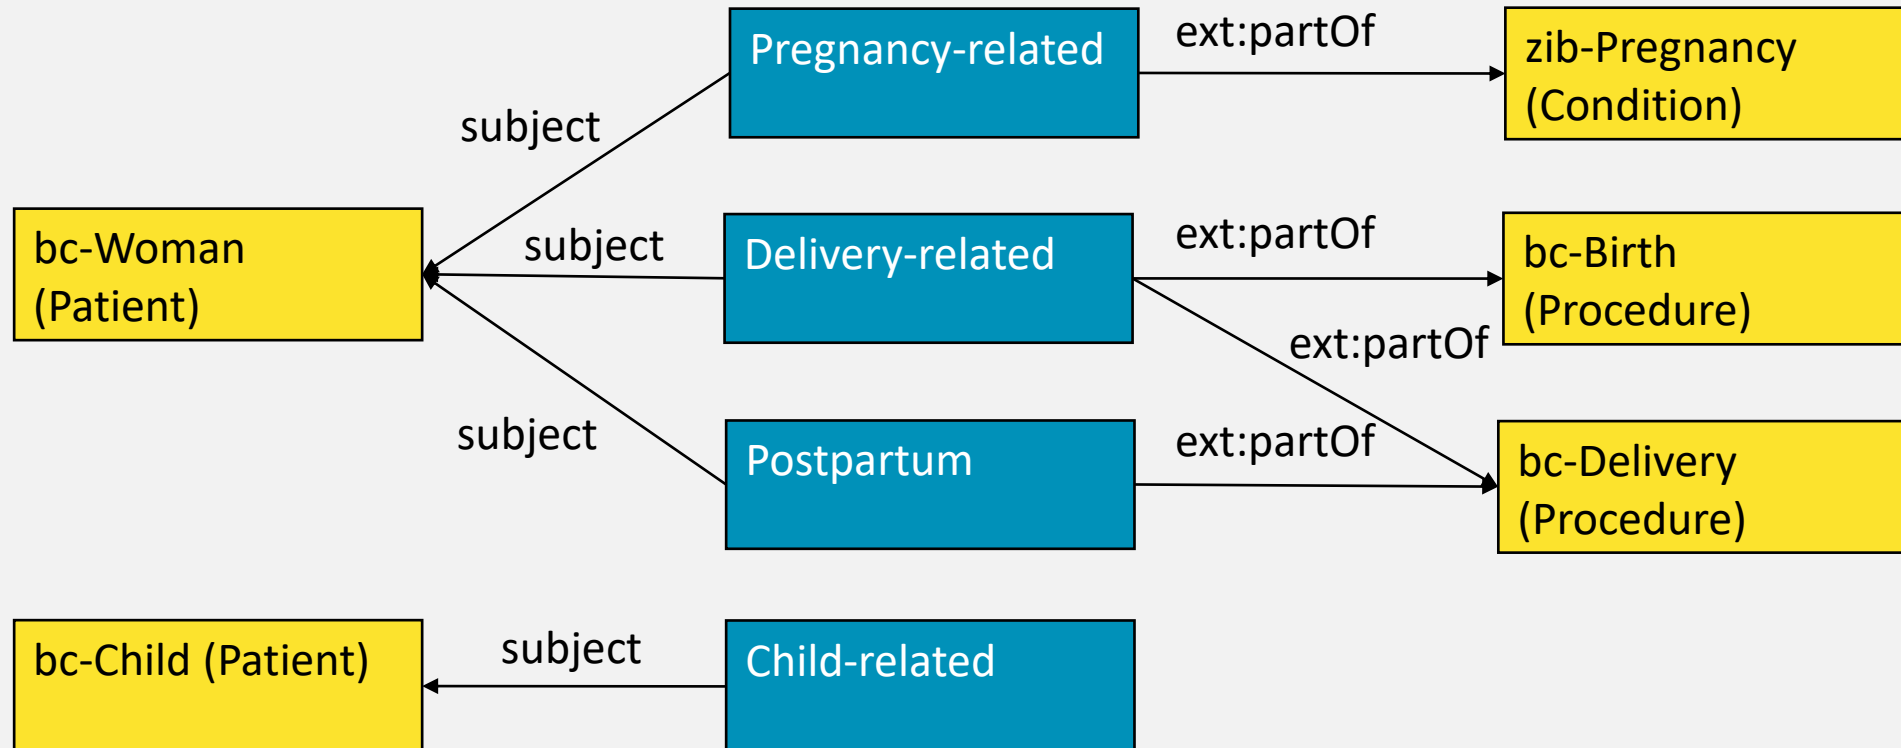 Pregnancy-related
ext:partOf
zib-Pregnancy
(Condition)
subject
bc-Woman
(Patient)
subject
Delivery-related
ext:partOf
bc-Birth
(Procedure)
ext:partOf
subject
Postpartum
ext:partOf
bc-Delivery
(Procedure)
bc-Child (Patient)
subject
Child-related